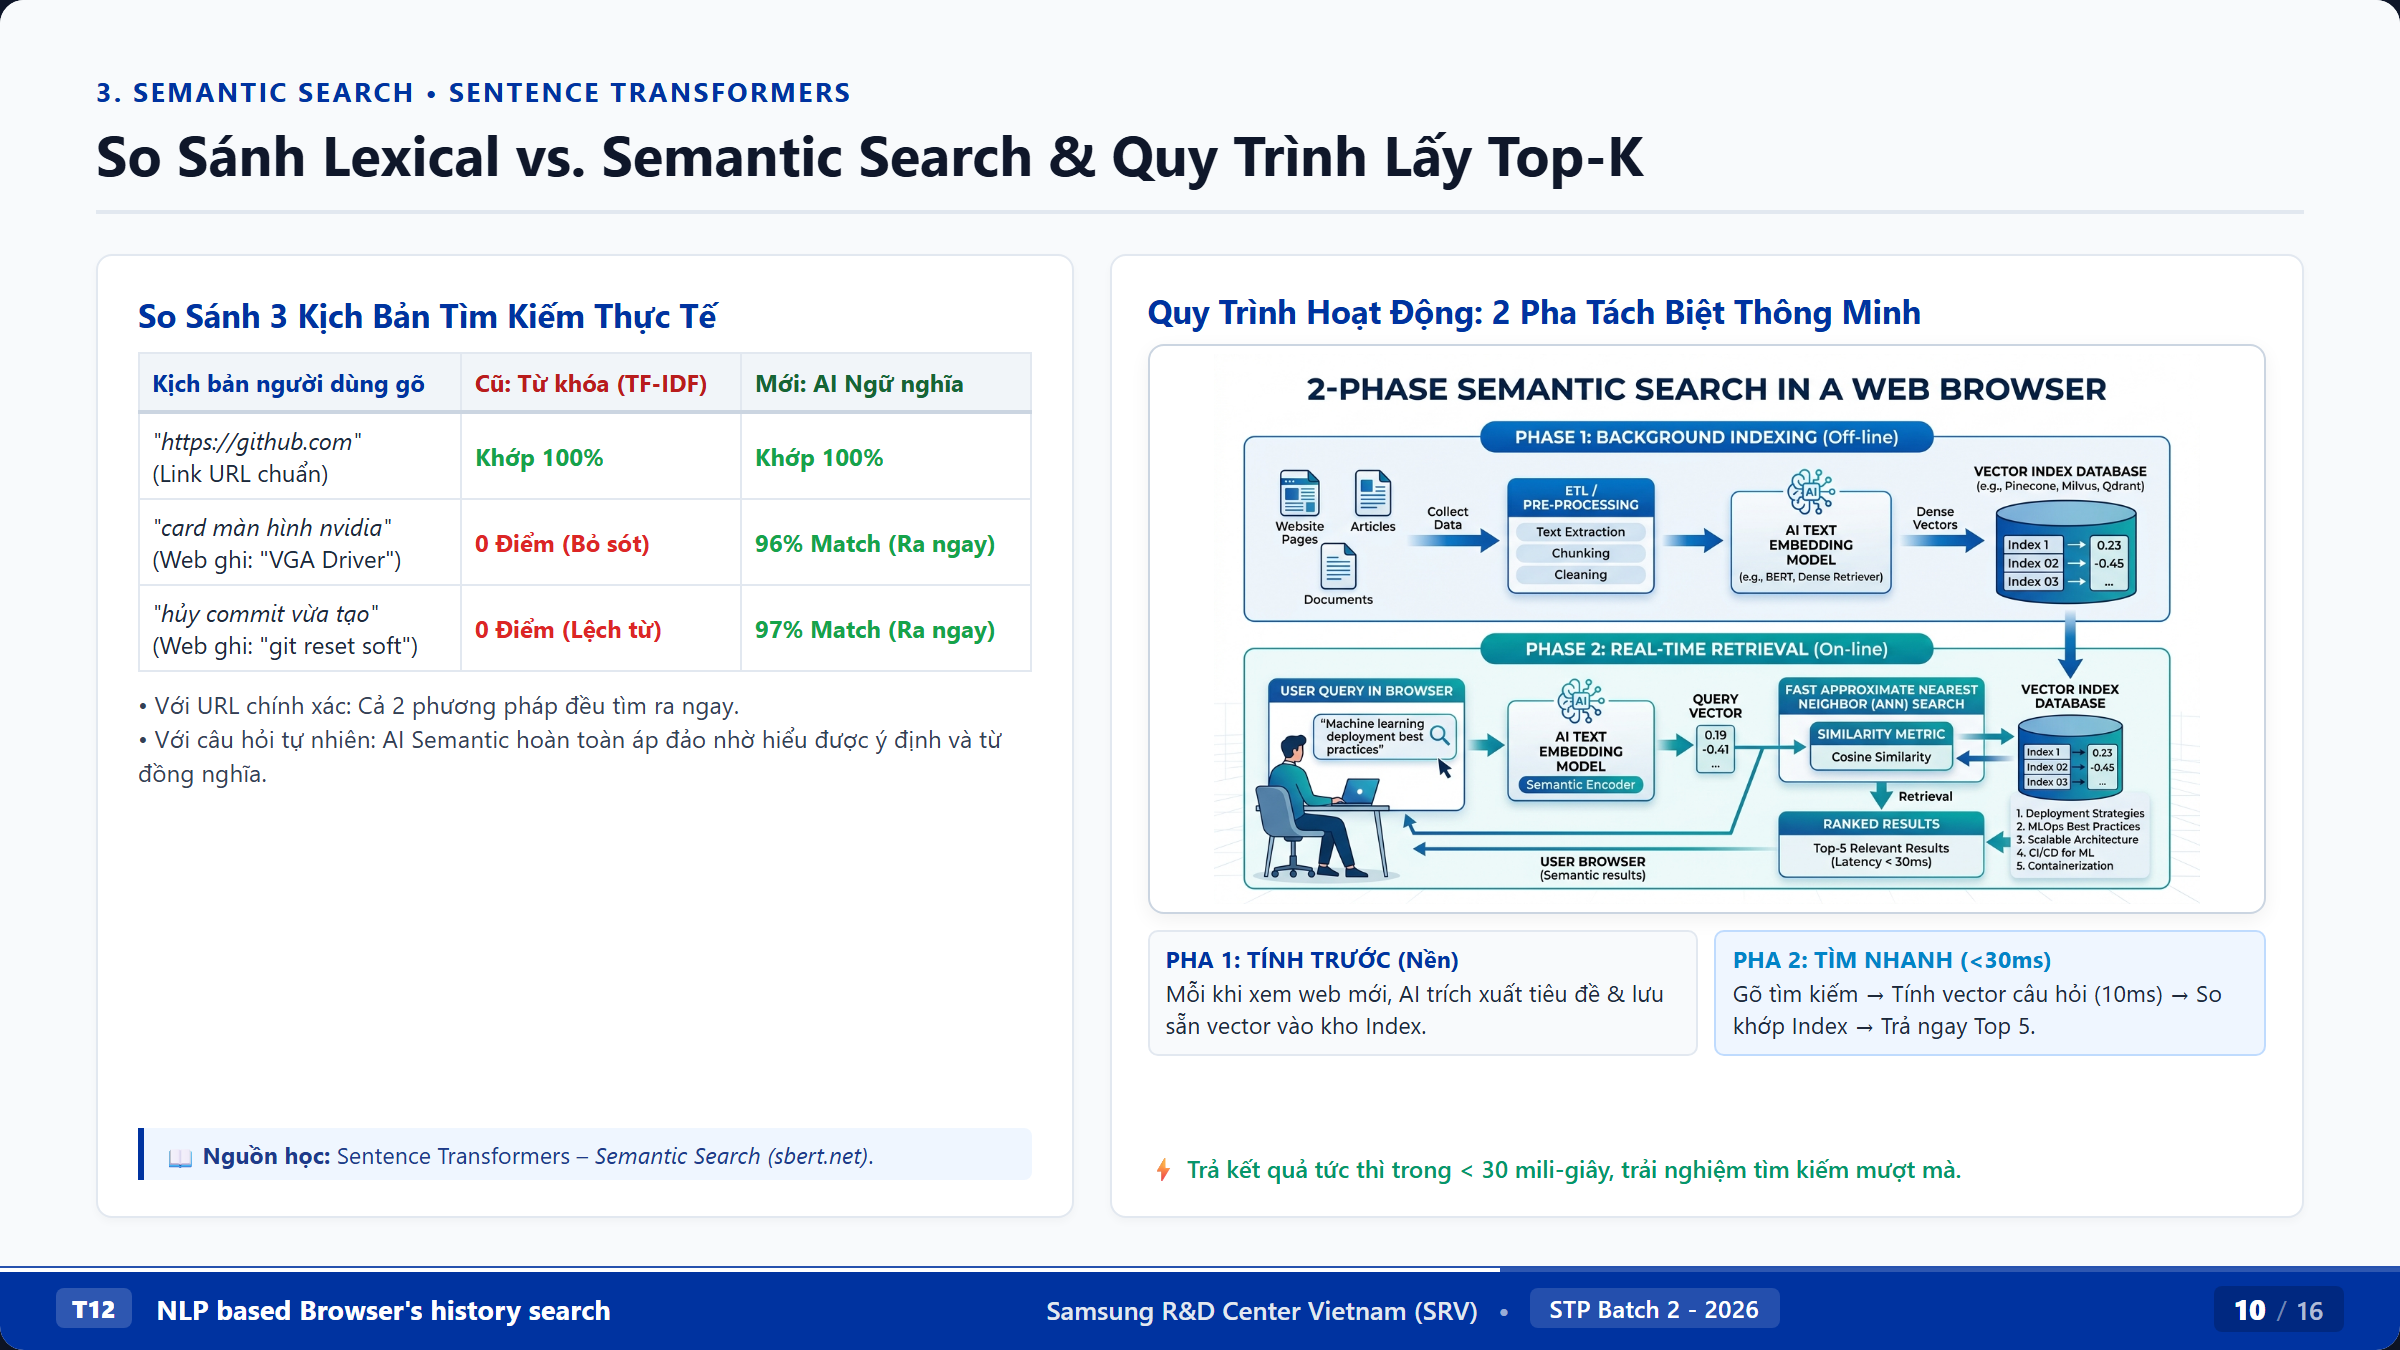 3. SEMANTIC SEARCH • SENTENCE TRANSFORMERS
So Sánh Lexical vs. Semantic Search & Quy Trình Lấy Top-K
So Sánh 3 Kịch Bản Tìm Kiếm Thực Tế
Kịch bản người dùng gõ
Cũ: Từ khóa (TF-IDF)
Mới: AI Ngữ nghĩa
"https://github.com"
(Link URL chuẩn)
Khớp 100%
Khớp 100%
"card màn hình nvidia"
(Web ghi: "VGA Driver")
0 Điểm (Bỏ sót)
96% Match (Ra ngay)
"hủy commit vừa tạo"
(Web ghi: "git reset soft")
0 Điểm (Lệch từ)
97% Match (Ra ngay)
• Với URL chính xác: Cả 2 phương pháp đều tìm ra ngay.
• Với câu hỏi tự nhiên: AI Semantic hoàn toàn áp đảo nhờ hiểu được ý định và từ
đồng nghĩa.
📖 Nguồn học: Sentence Transformers – Semantic Search (sbert.net).
Quy Trình Hoạt Động: 2 Pha Tách Biệt Thông Minh
2-PHASE SEMANTIC SEARCH IN A WEB BROWSER
PHASE 1: BACKGROUND INDEXING (Off-line)
Website
Pages
Articles
Documents
Collect
Data
ETL /
PRE-PROCESSING
Text Extraction
Chunking
Cleaning
AI
AI TEXT
EMBEDDING
MODEL
(e.g., BERT, Dense Retriever)
Dense
Vectors
VECTOR INDEX DATABASE
(e.g., Pinecone, Milvus, Qdrant)
Index 1
0.23
Index 02
-0.45
Index 03
...
PHASE 2: REAL-TIME RETRIEVAL (On-line)
USER QUERY IN BROWSER
“Machine learning
deployment best
practices”
AI
AI TEXT
EMBEDDING
MODEL
Semantic Encoder
QUERY
VECTOR
0.19
-0.41
...
FAST APPROXIMATE NEAREST
NEIGHBOR (ANN) SEARCH
SIMILARITY METRIC
Cosine Similarity
Retrieval
RANKED RESULTS
Top-5 Relevant Results
(Latency < 30ms)
VECTOR INDEX
DATABASE
Index 1
0.23
Index 02
-0.45
Index 03
...
1. Deployment Strategies
2. MLOps Best Practices
3. Scalable Architecture
4. CI/CD for ML
5. Containerization
USER BROWSER
(Semantic results)
PHA 1: TÍNH TRƯỚC (Nền)
Mỗi khi xem web mới, AI trích xuất tiêu đề & lưu
sẵn vector vào kho Index.
PHA 2: TÌM NHANH (<30ms)
Gõ tìm kiếm → Tính vector câu hỏi (10ms) → So
khớp Index → Trả ngay Top 5.
⚡ Trả kết quả tức thì trong < 30 mili-giây, trải nghiệm tìm kiếm mượt mà.
T12
NLP based Browser's history search
Samsung R&D Center Vietnam (SRV) • STP Batch 2 - 2026
10 / 16